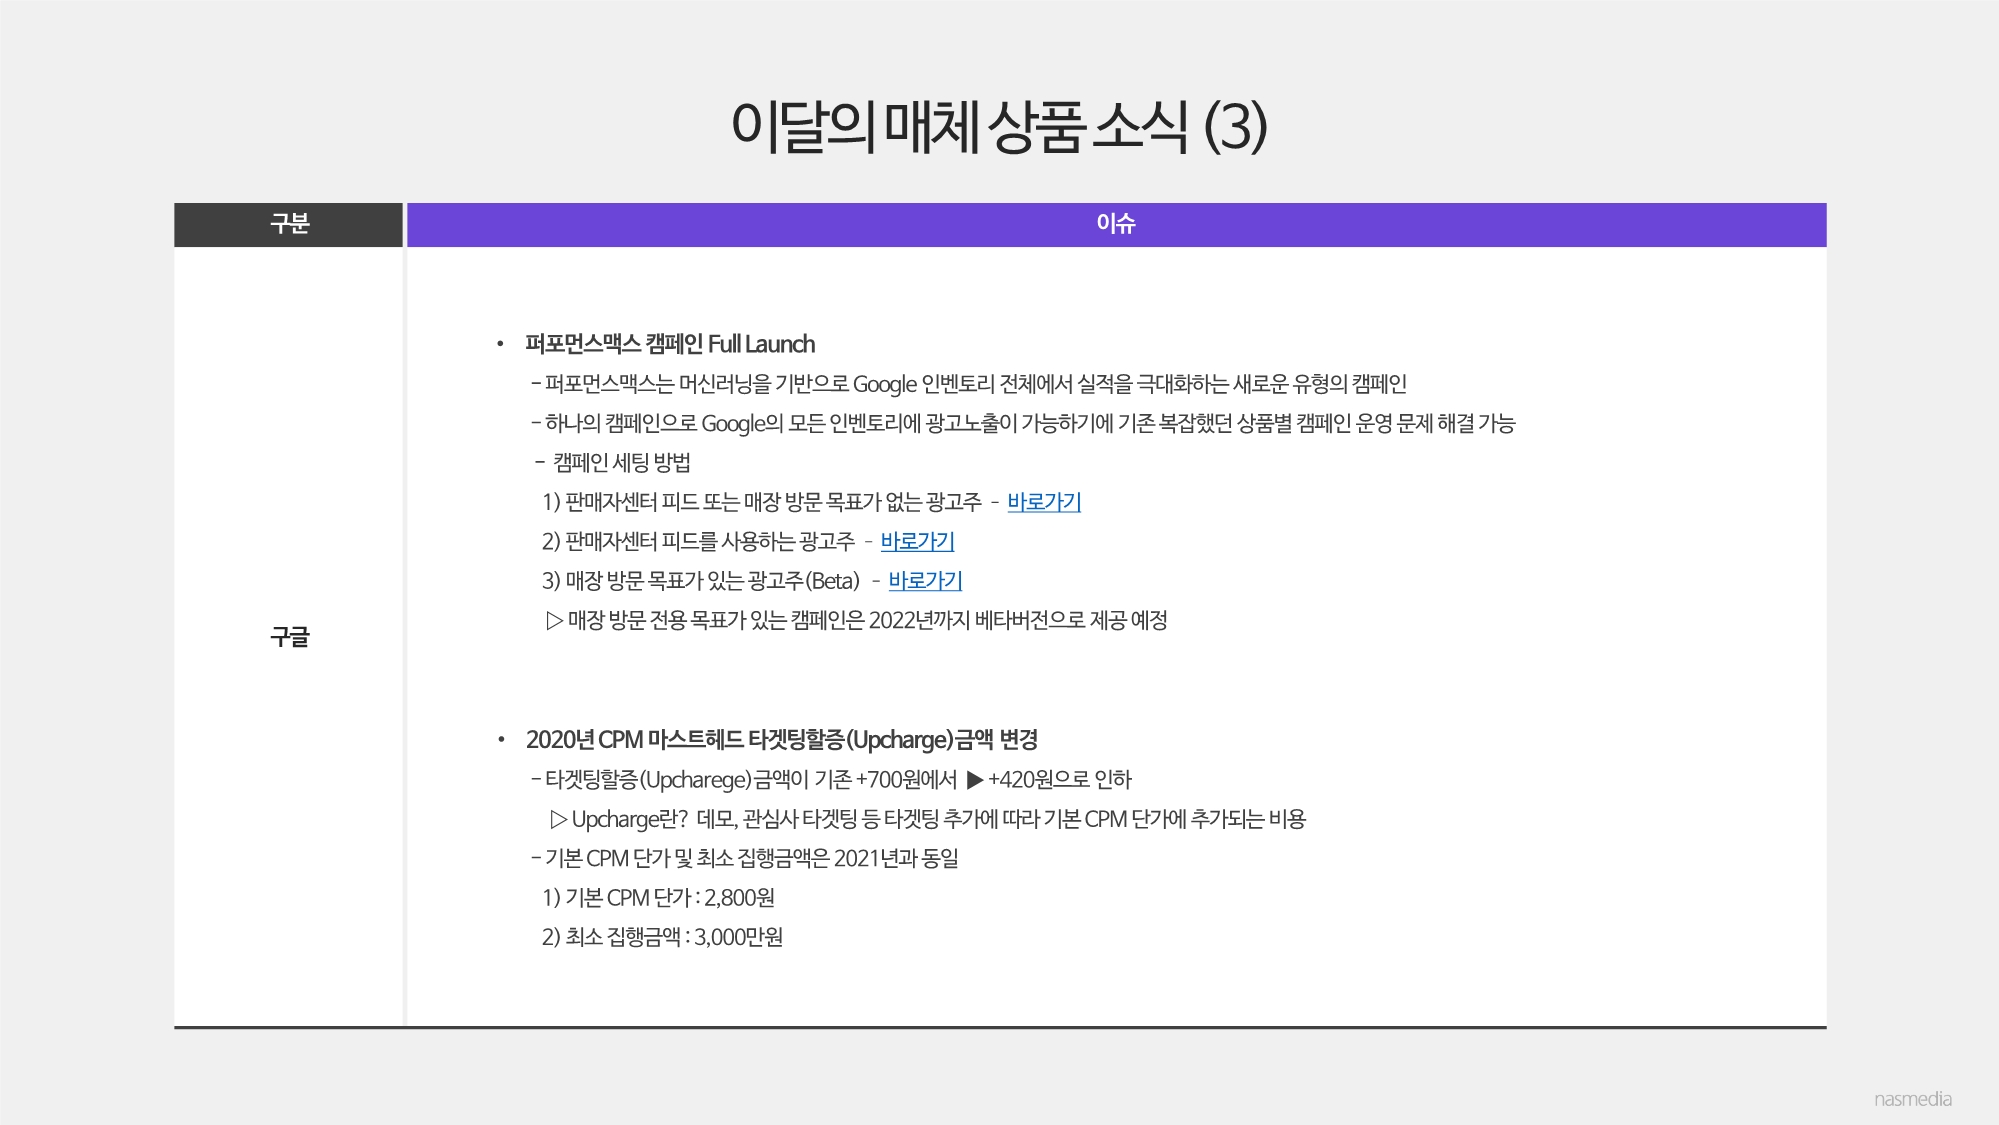 이달의 매체 상품 소식 (3)
구분
이슈
구글
• 퍼포먼스맥스 캠페인 Full Launch
– 퍼포먼스맥스는 머신러닝을 기반으로 Google 인벤토리 전체에서 실적을 극대화하는 새로운 유형의 캠페인
– 하나의 캠페인으로 Google의 모든 인벤토리에 광고노출이 가능하기에 기존 복잡했던 상품별 캠페인 운영 문제 해결 가능
– 캠페인 세팅 방법
1) 판매자센터 피드 또는 매장 방문 목표가 없는 광고주 - 바로가기
2) 판매자센터 피드를 사용하는 광고주 - 바로가기
3) 매장 방문 목표가 있는 광고주(Beta) - 바로가기
▷ 매장 방문 전용 목표가 있는 캠페인은 2022년까지 베타버전으로 제공 예정
• 2020년 CPM 마스트헤드 타겟팅할증(Upcharge)금액 변경
– 타겟팅할증(Upcharege)금액이 기존 +700원에서 ▶ +420원으로 인하
▷ Upcharge란? 데모, 관심사 타겟팅 등 타겟팅 추가에 따라 기본 CPM 단가에 추가되는 비용
– 기본 CPM 단가 및 최소 집행금액은 2021년과 동일
1) 기본 CPM 단가 : 2,800원
2) 최소 집행금액 : 3,000만원
nasmedia